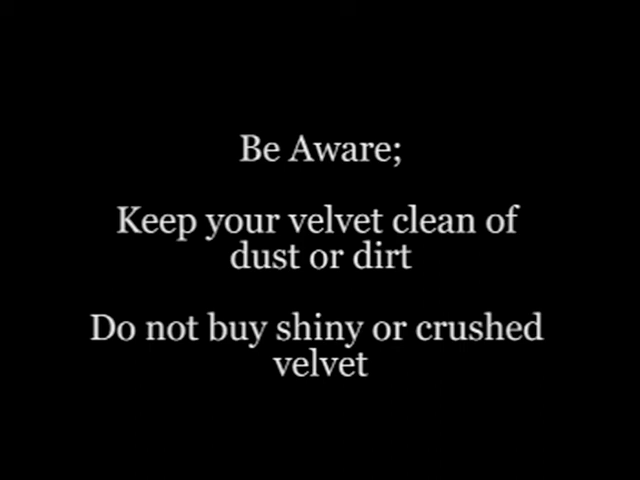 Be Aware;
Keep your velvet clean of
dust or dirt
Do not buy shiny or crushed
velvet